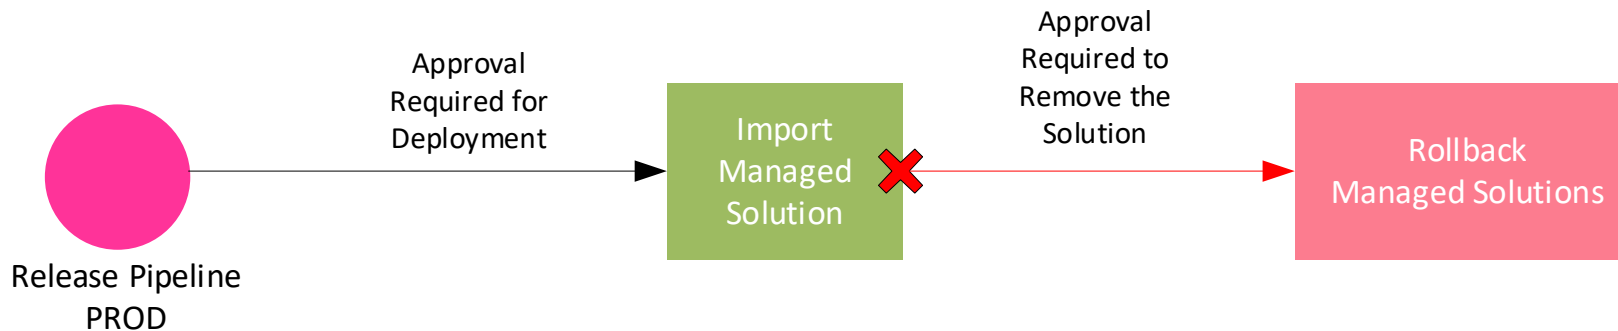 Release Pipeline
PROD
Approval
Required for
Deployment
Import
Managed
Solution
Approval
Required to
Remove the
Solution
Rollback
Managed Solutions